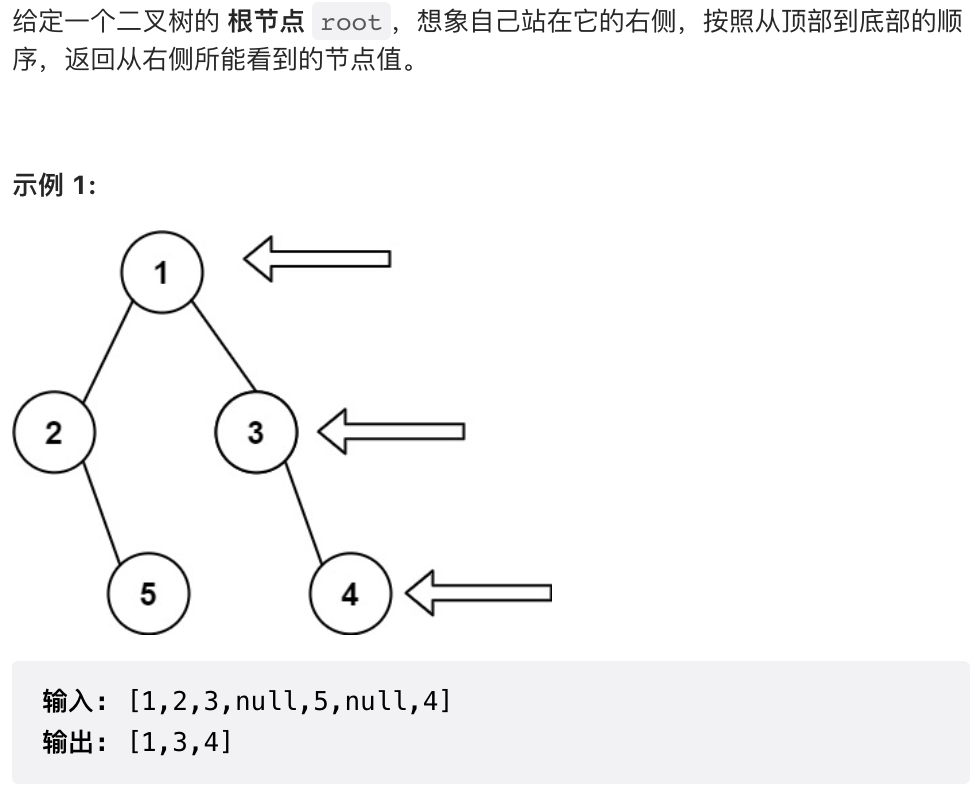 给定一个二叉树的 根节点 root，想象自己站在它的右侧，按照从顶部到底部的顺
序，返回从右侧所能看到的节点值。
示例 1:
1
2
3
5
4
输入: [1,2,3,null,5,null,4]
输出: [1,3,4]